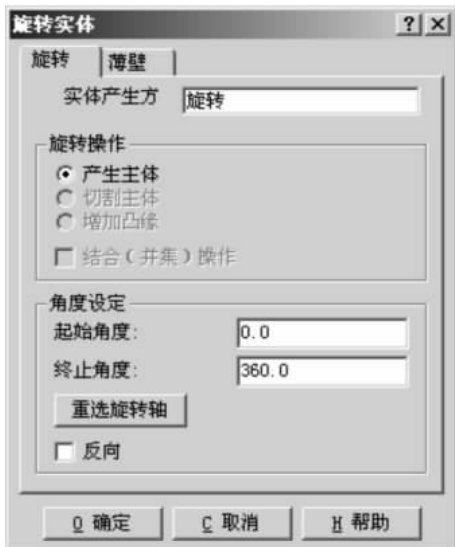 旋转实体
旋转 薄壁
实体产生方 旋转
旋转操作
产生主体
切割主体
增加凸缘
结合(并集)操作
角度设定
起始角度: 0.0
终止角度: 360.0
重选旋转轴
反向
O 确定 C 取消 H 帮助